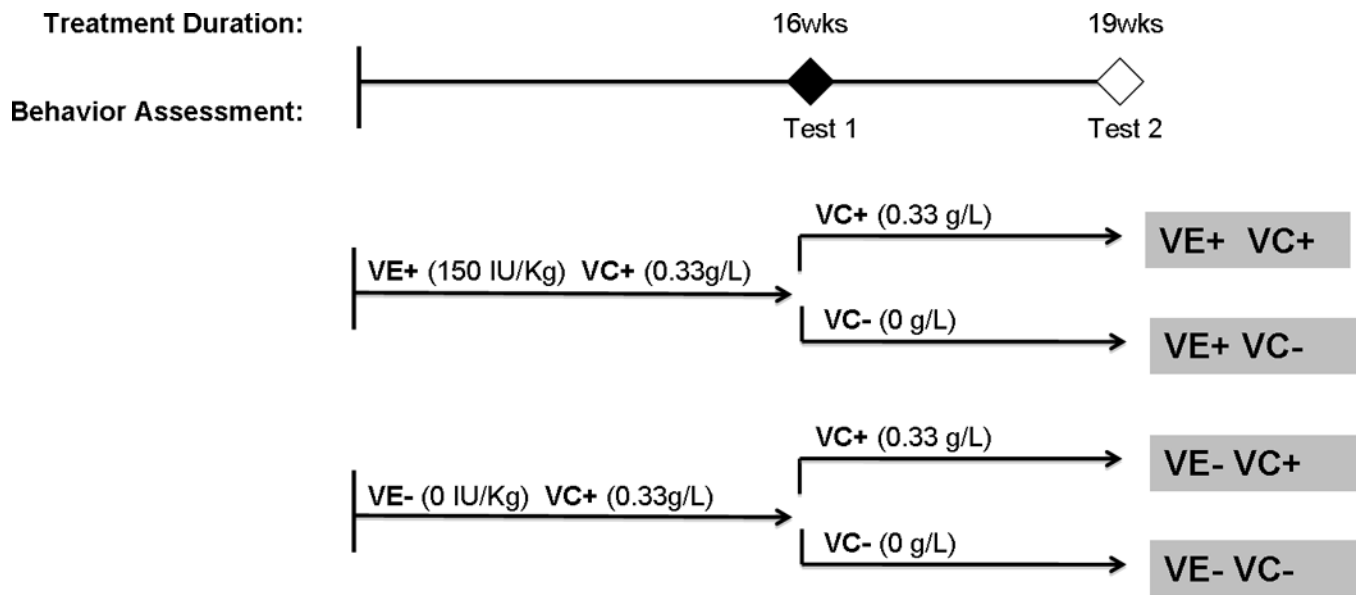 Treatment Duration: 16wks 19wks
Behavior Assessment: Test 1 Test 2
VC+ (0.33 g/L)
VE+ VC+
VE+ (150 IU/Kg) VC+ (0.33g/L)
VC- (0 g/L)
VE+ VC-
VC+ (0.33 g/L)
VE- VC+
VE- (0 IU/Kg) VC+ (0.33g/L)
VC- (0 g/L)
VE- VC-